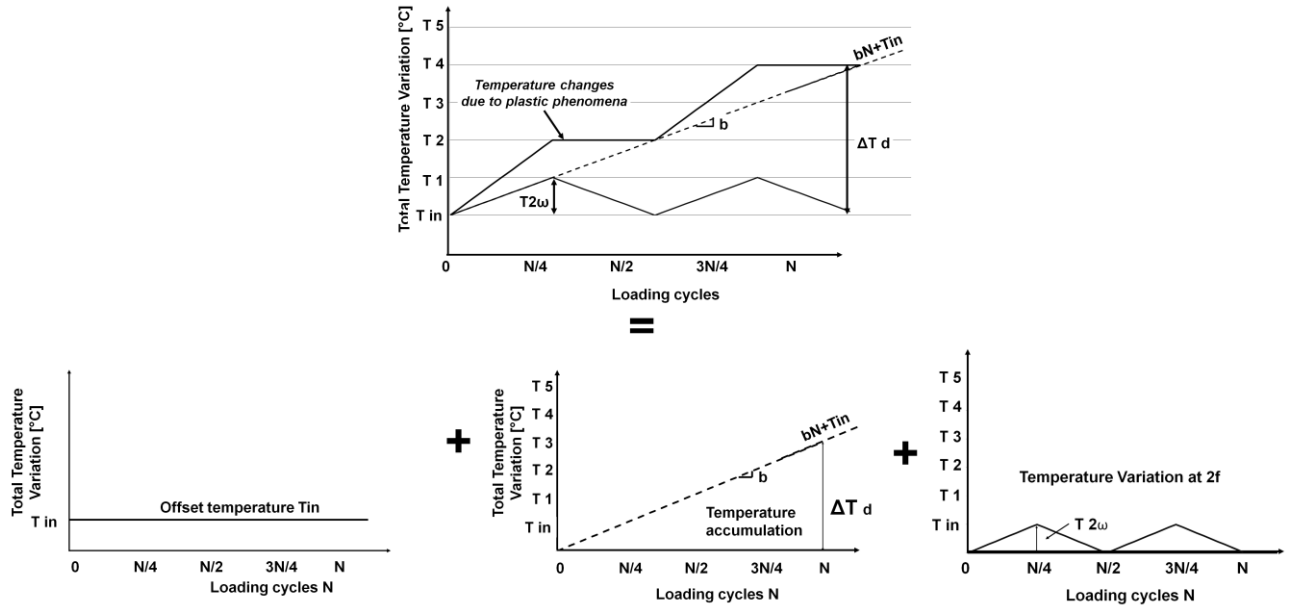 Total Temperature Variation [°C]
T 5
T 4
T 3
T 2
T 1
T in
Temperature changes
due to plastic phenomena
bN+Tin
b
ΔT d
T2ω
0 N/4 N/2 3N/4 N
Loading cycles
=
Total Temperature
Variation [°C]
T in
Offset temperature Tin
0 N/4 N/2 3N/4 N
Loading cycles N
+
Total Temperature
Variation [°C]
T 5
T 4
T 3
T 2
T 1
T in
bN+Tin
b
Temperature
accumulation
ΔT d
0 N/4 N/2 3N/4 N
Loading cycles N
+
T 5
T 4
T 3
T 2
T 1
T in
Temperature Variation at 2f
T 2ω
0 N/4 N/2 3N/4 N
Loading cycles N